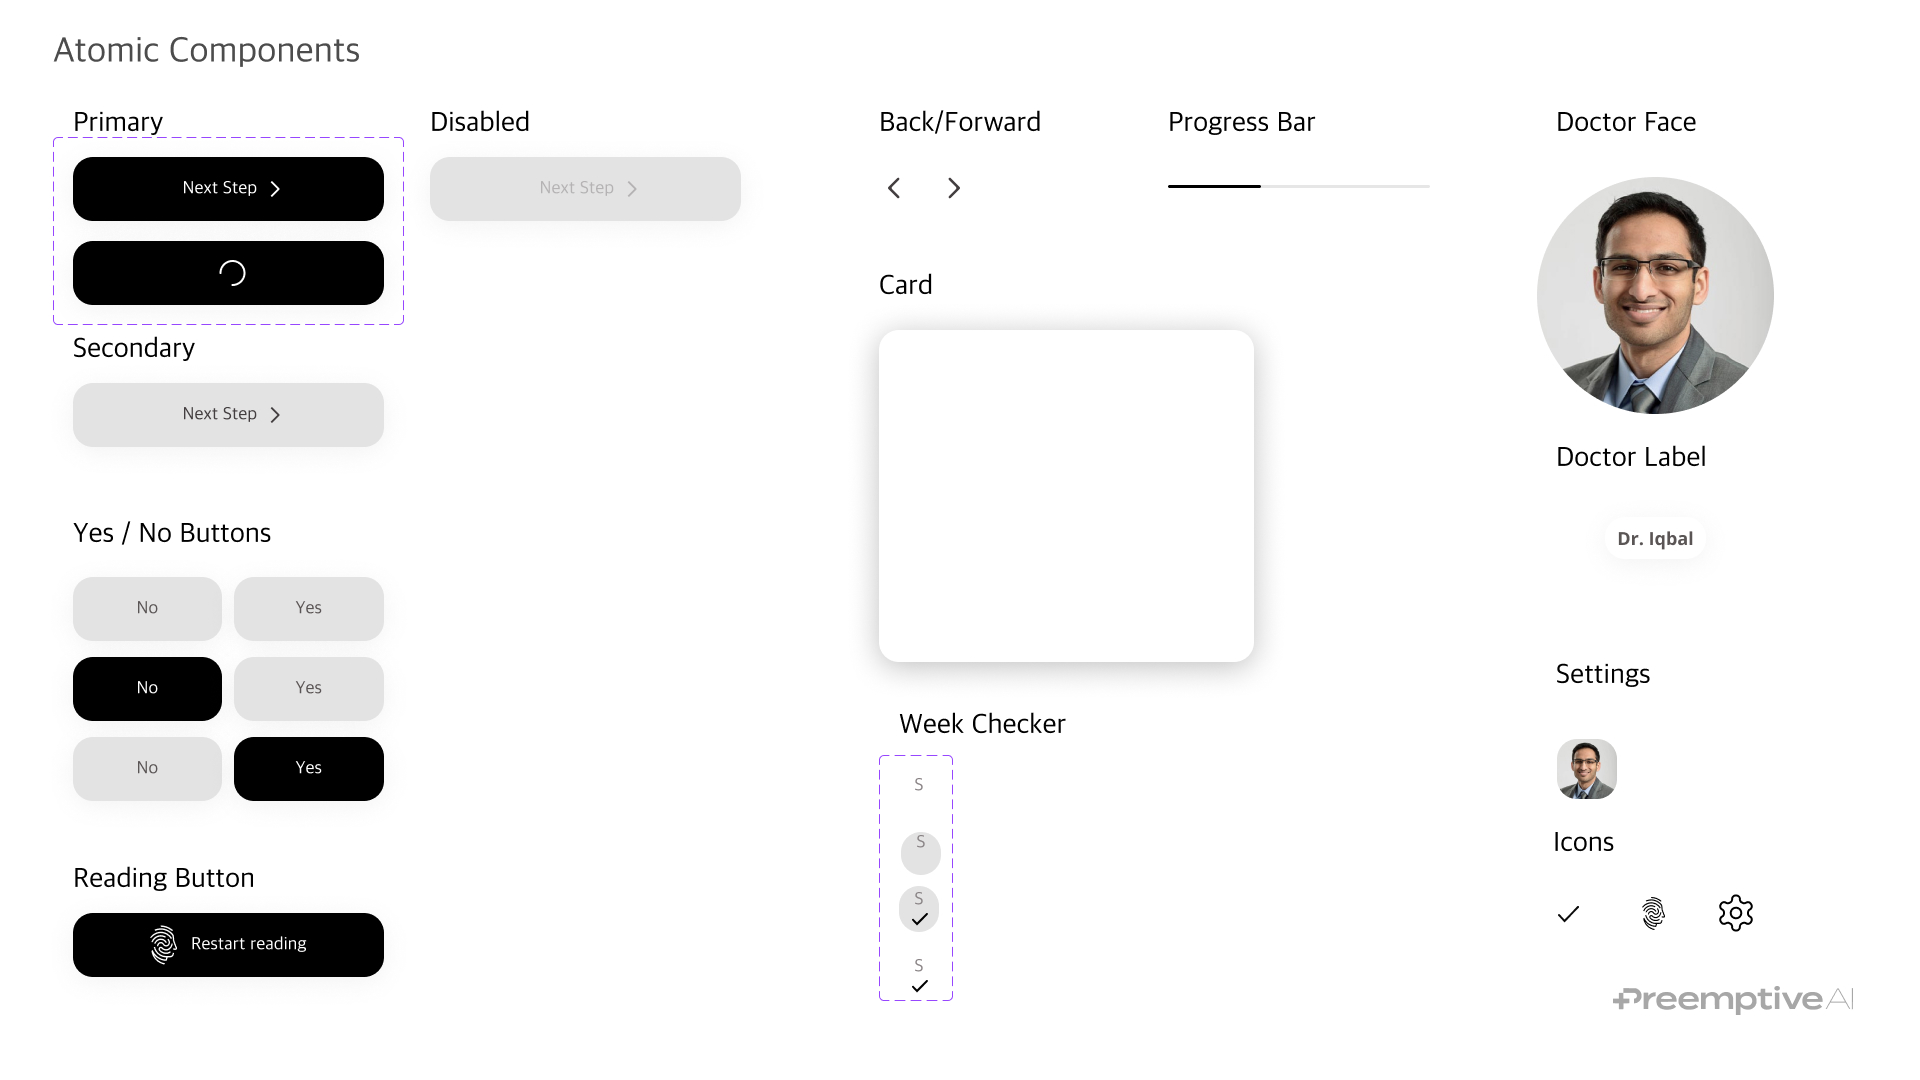 Atomic Components
Primary
Next Step
Secondary
Next Step
Yes / No Buttons
No Yes
No Yes
No Yes
Reading Button
Restart reading
Disabled
Next Step
Back/Forward
Card
Week Checker
S
S
S
S
Progress Bar
Doctor Face
Doctor Label
Dr. Iqbal
Settings
Icons
Preemptive AI